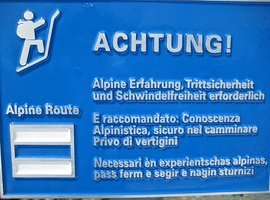 ACHTUNG!
Alpine Erfahrung, Trittsicherheit
und Schwindelfreiheit erforderlich
Alpine Route
E raccomandato: Conoscenza
Alpinistica, sicuro nel camminare
Privo di vertigini
Necessari èn experientschas alpinas,
pass ferm e segir e nagin sturnizi